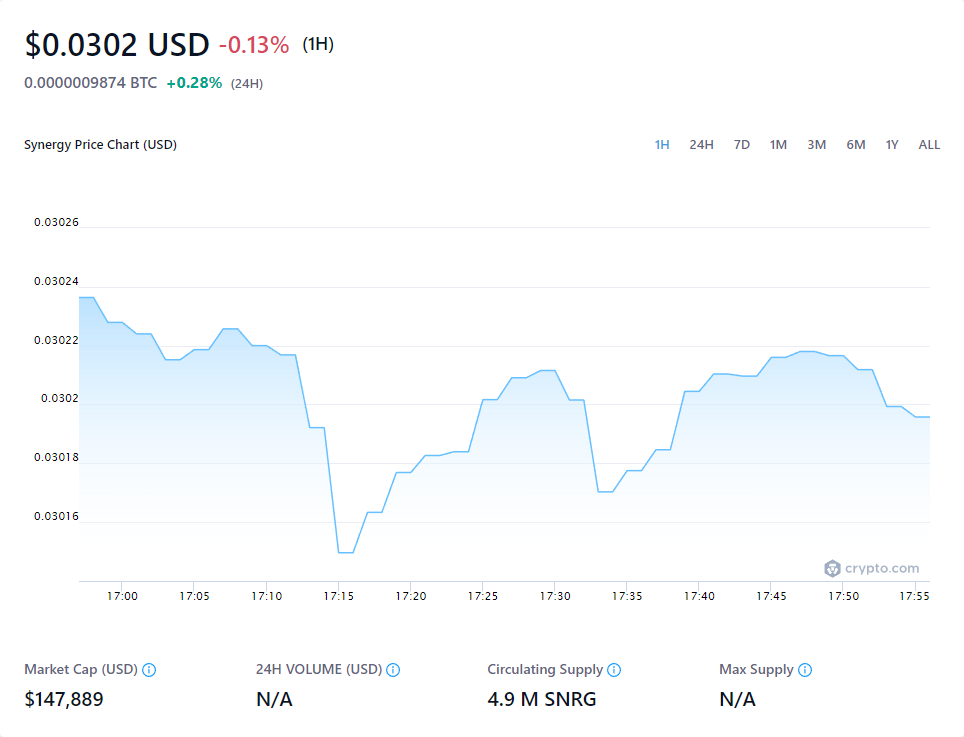 $0.0302 USD -0.13% (1H)
0.0000009874 BTC +0.28% (24H)
Synergy Price Chart (USD) 1H 24H 7D 1M 3M 6M 1Y ALL
0.03026
0.03024
0.03022
0.0302
0.03018
0.03016
crypto.com
17:00 17:05 17:10 17:15 17:20 17:25 17:30 17:35 17:40 17:45 17:50 17:55
Market Cap (USD) 24H VOLUME (USD) Circulating Supply Max Supply
$147,889 N/A 4.9 M SNRG N/A